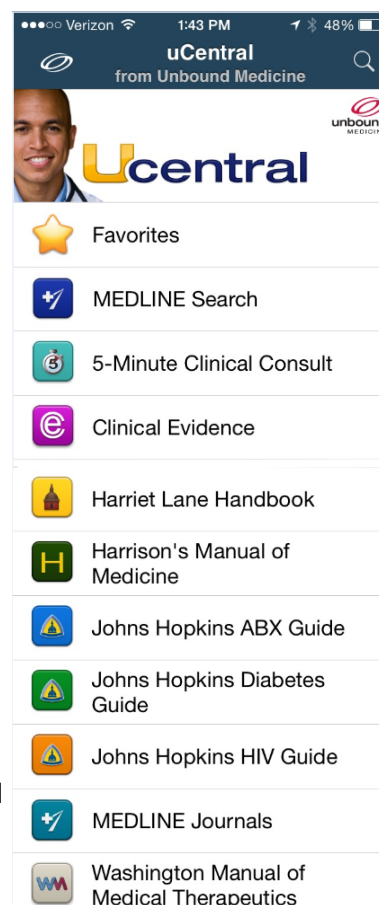 Verizon 1:43 PM 48%
uCentral
from Unbound Medicine
Ucentral
Favorites
MEDLINE Search
5-Minute Clinical Consult
Clinical Evidence
Harriet Lane Handbook
Harrison's Manual of
Medicine
Johns Hopkins ABX Guide
Johns Hopkins Diabetes
Guide
Johns Hopkins HIV Guide
MEDLINE Journals
Washington Manual of
Medical Therapeutics